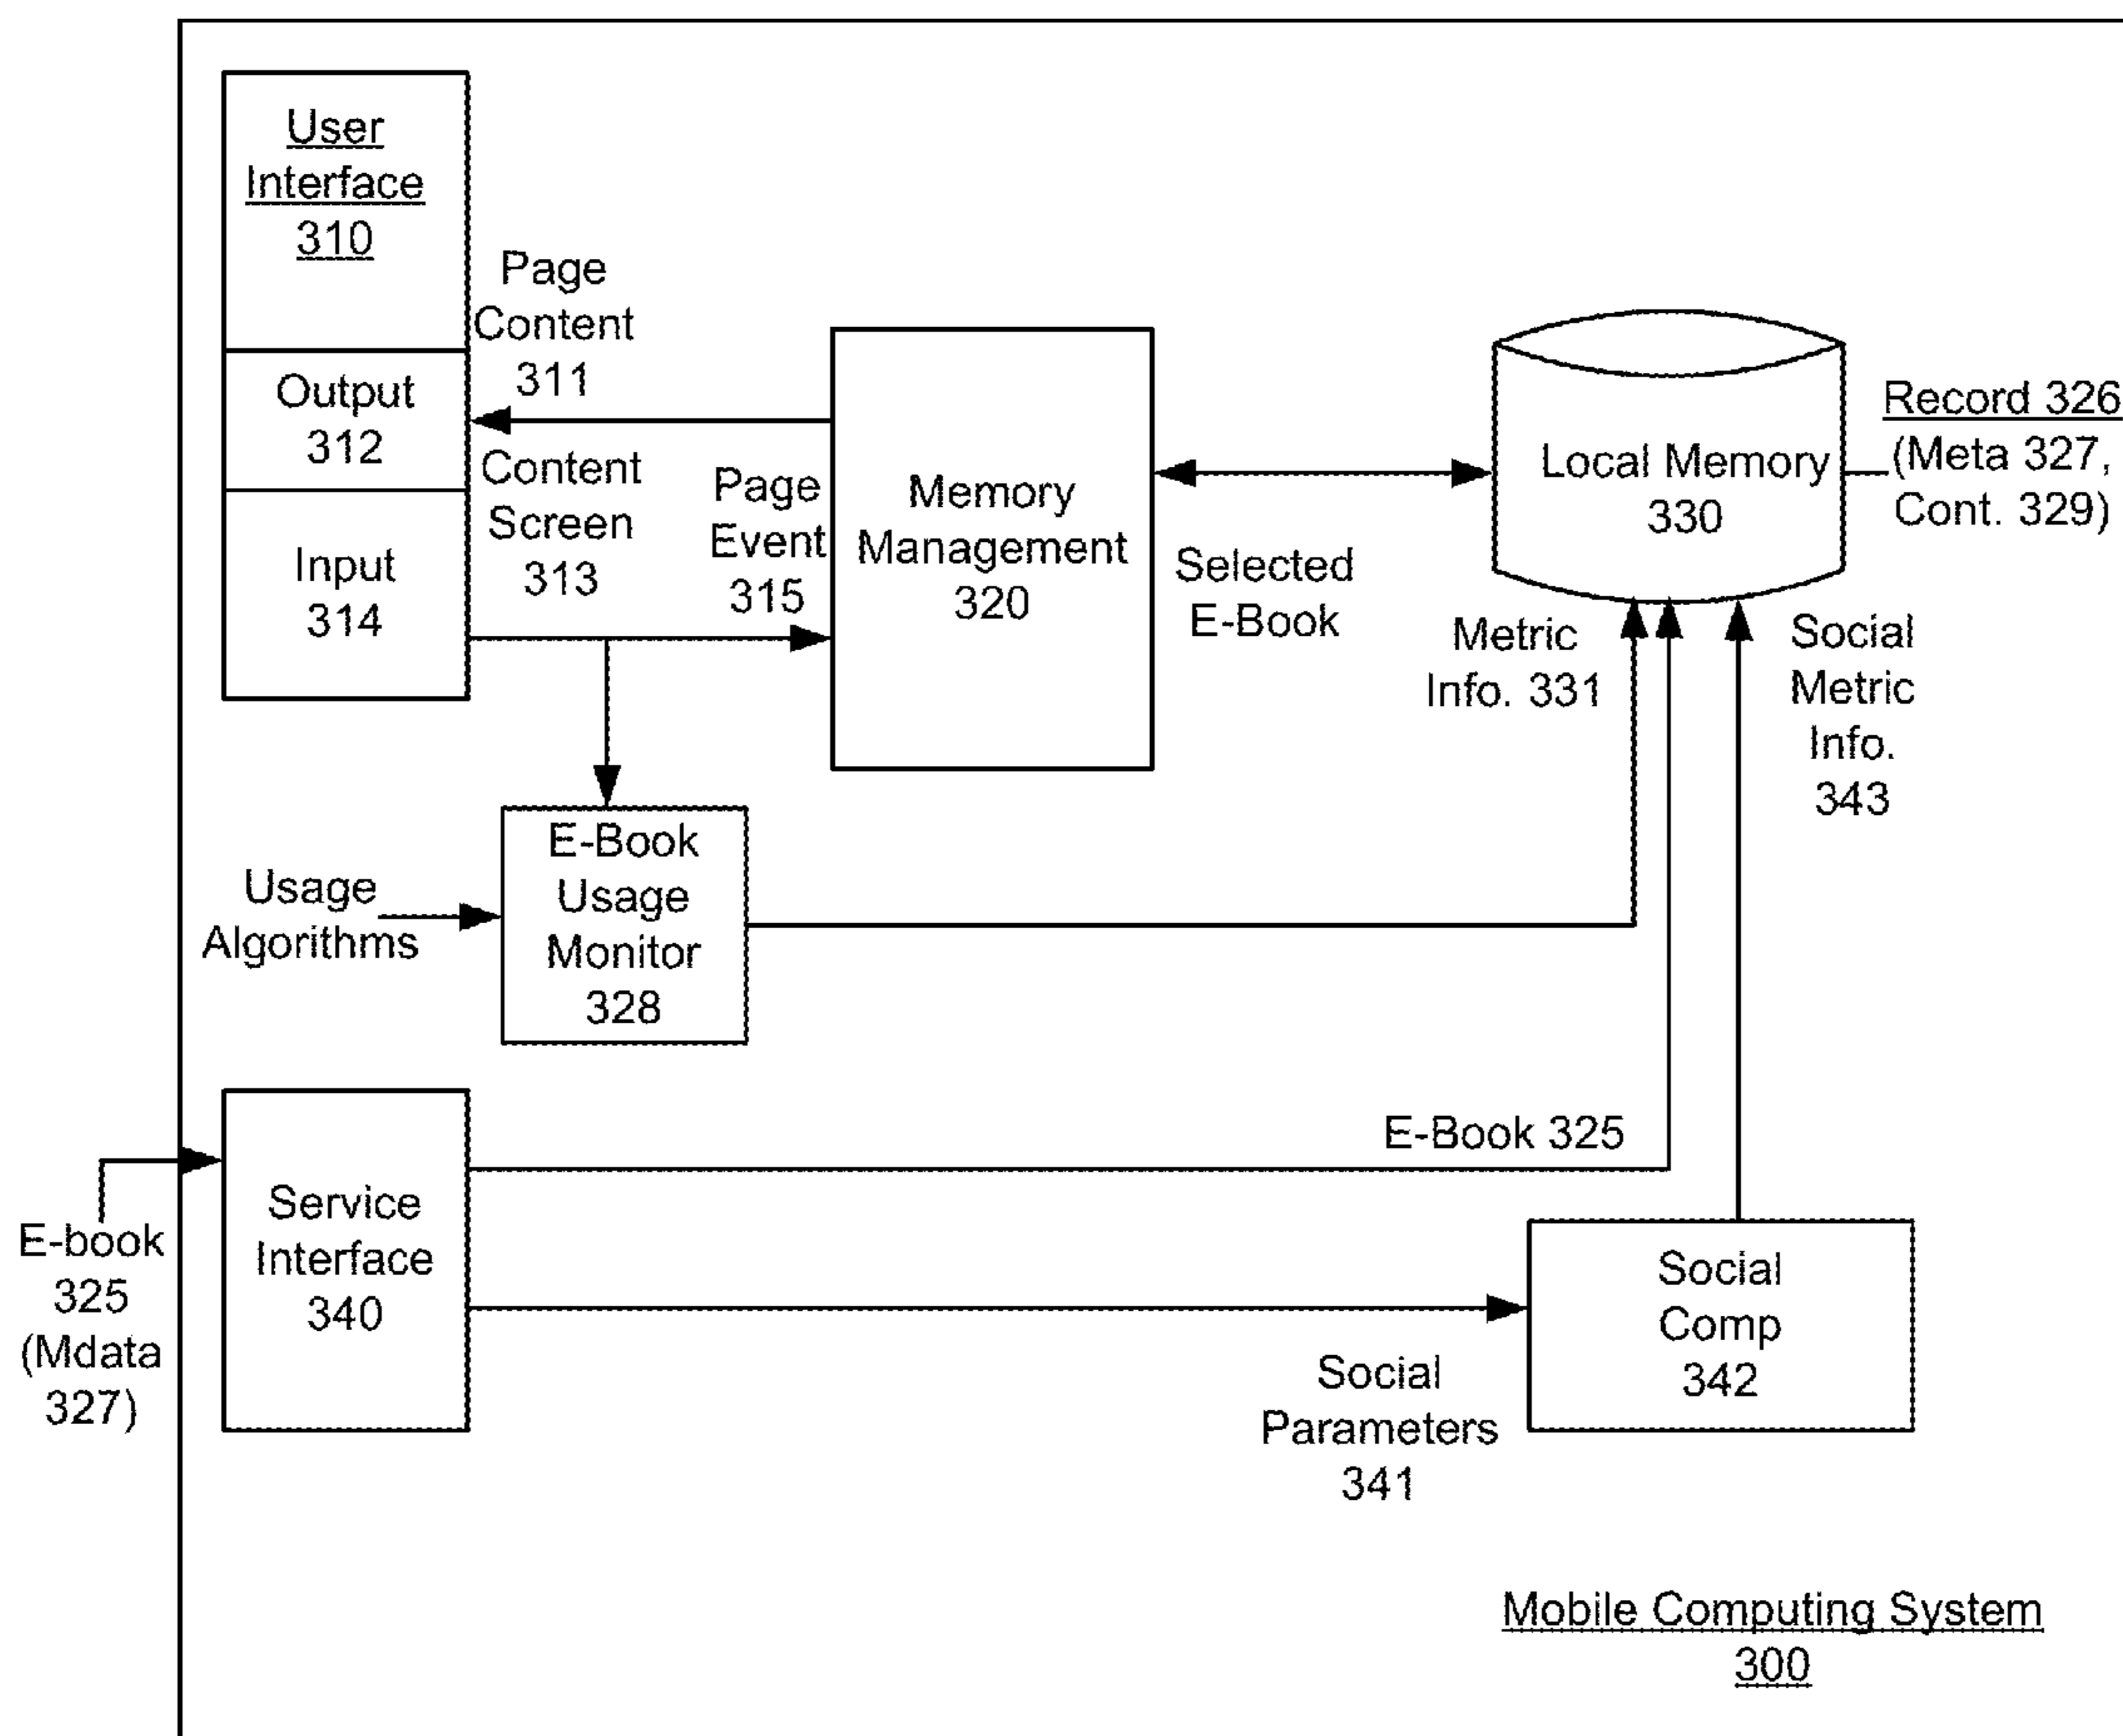 User
Interface
310
Output
312
Input
314
Page
Content
311
Content
Screen
313
Page
Event
315
Memory
Management
320
Selected
E-Book
Local Memory
330
Record 326
(Meta 327,
Cont. 329)
Metric
Info. 331
Social
Metric
Info.
343
Usage
Algorithms
E-Book
Usage
Monitor
328
E-book
325
(Mdata
327)
Service
Interface
340
E-Book 325
Social
Parameters
341
Social
Comp
342
Mobile Computing System
300